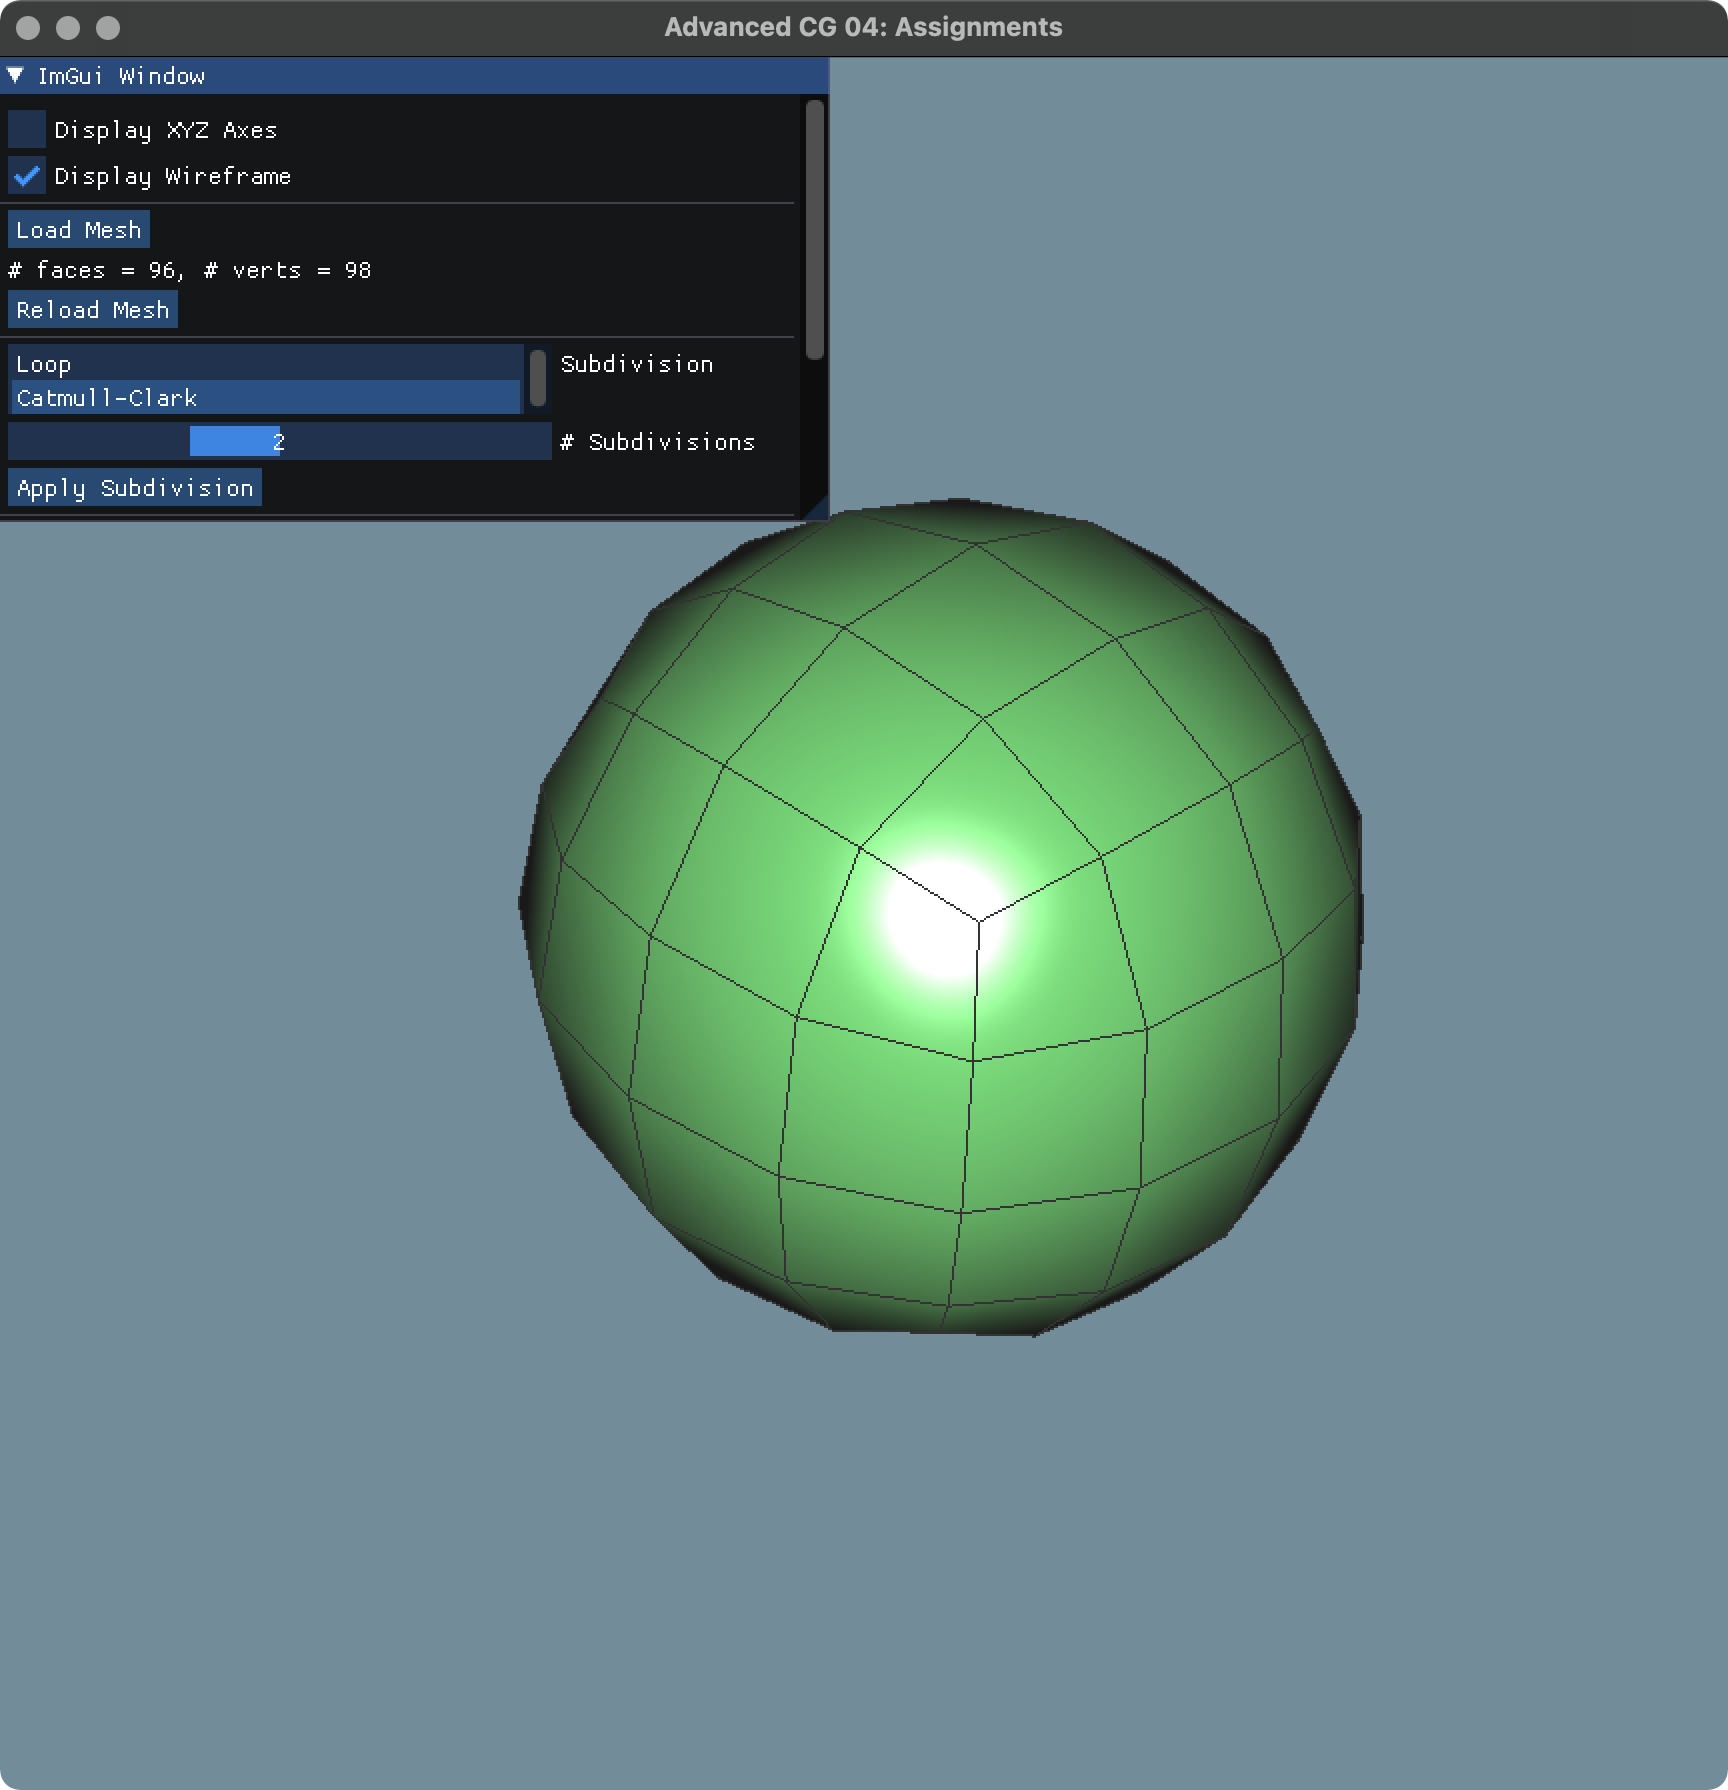 Advanced CG 04: Assignments
ImGui Window
Display XYZ Axes
Display Wireframe
Load Mesh
# faces = 96, # verts = 98
Reload Mesh
Loop
Subdivision
Catmull-Clark
2
# Subdivisions
Apply Subdivision